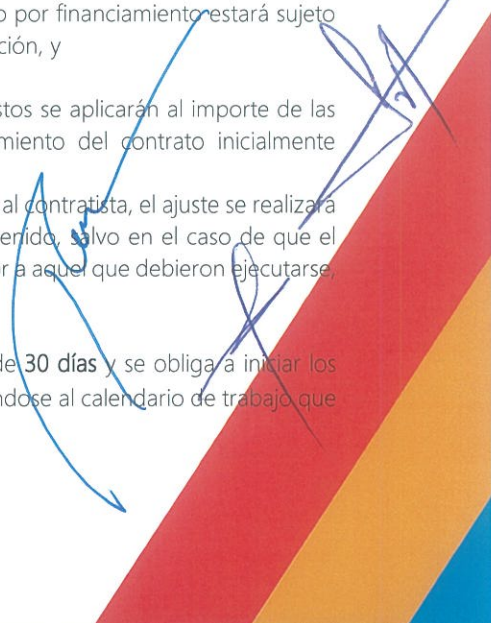 o por financiamiento estará sujeto
ción, y
stos se aplicarán al importe de las
miento del contrato inicialmente
al contratista, el ajuste se realizará
enido, salvo en el caso de que el
r a aquel que debieron ejecutarse,
de 30 días y se obliga a iniciar los
ndose al calendario de trabajo que